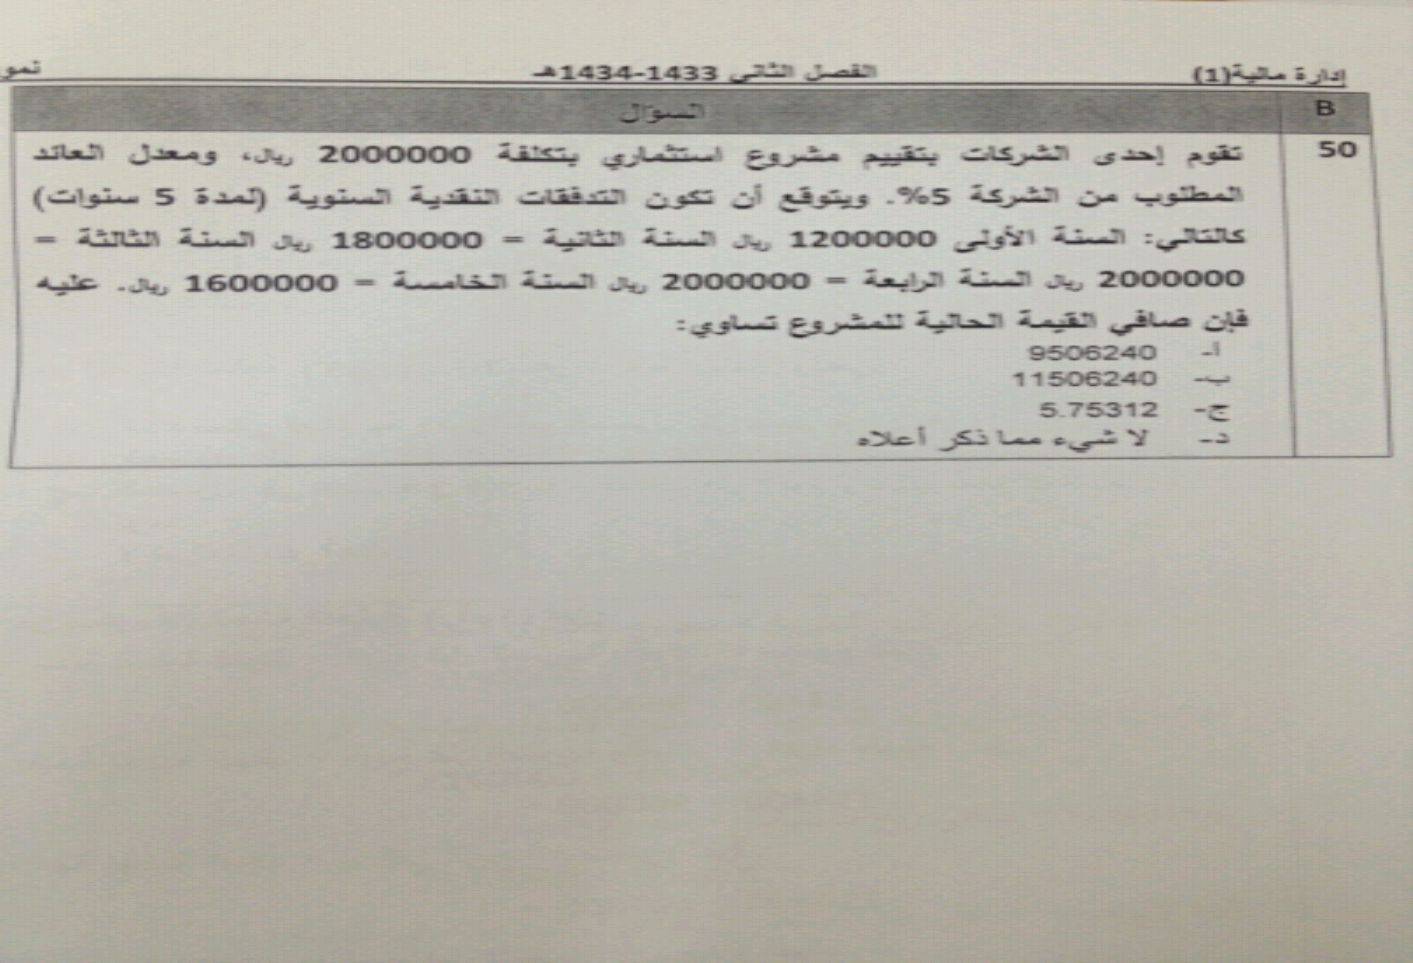 إدارة مالية(1) الفصل الثاني 1433-1434هـ نمو
B السؤال
50 تقوم إحدى الشركات بتقييم مشروع استثماري بتكلفة 2000000 ريال، ومعدل العائد
المطلوب من الشركة 5%. ويتوقع أن تكون التدفقات النقدية السنوية (لمدة 5 سنوات)
كالتالي: السنة الأولى 1200000 ريال السنة الثانية = 1800000 ريال السنة الثالثة =
2000000 ريال السنة الرابعة = 2000000 ريال السنة الخامسة = 1600000 ريال. عليه
فإن صافي القيمة الحالية للمشروع تساوي:
أ- 9506240
ب- 11506240
ج- 5.75312
د- لا شيء مما ذكر أعلاه